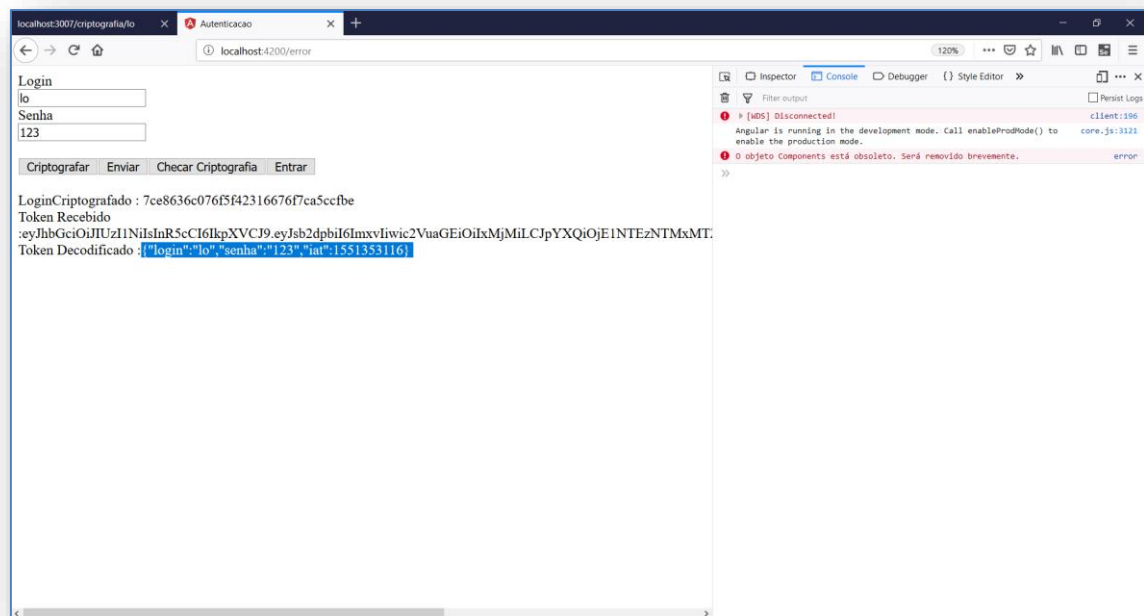 localhost:3007/criptografia/lo
Autenticacao
localhost:4200/error
120%
Login
lo
Senha
123
Criptografar Enviar Checar Criptografia Entrar
LoginCriptografado : 7ce8636c076f5f42316676f7ca5ccfbe
Token Recebido
:eyJhbGciOiJIUzI1NiIsInR5cCI6IkpXVCJ9.eyJsb2dpbiI6ImxvIiwic2VuaGEiOiIxMjMiLCJpYXQiOjE1NTEzNTMxMT
Token Decodificado :{"login":"lo","senha":"123","iat":1551353116}
Inspector Console Debugger {} Style Editor
Filter output Persist Logs
[WDS] Disconnected! client:196
Angular is running in the development mode. Call enableProdMode() to core.js:3121
enable the production mode.
O objeto Components está obsoleto. Será removido brevemente. error